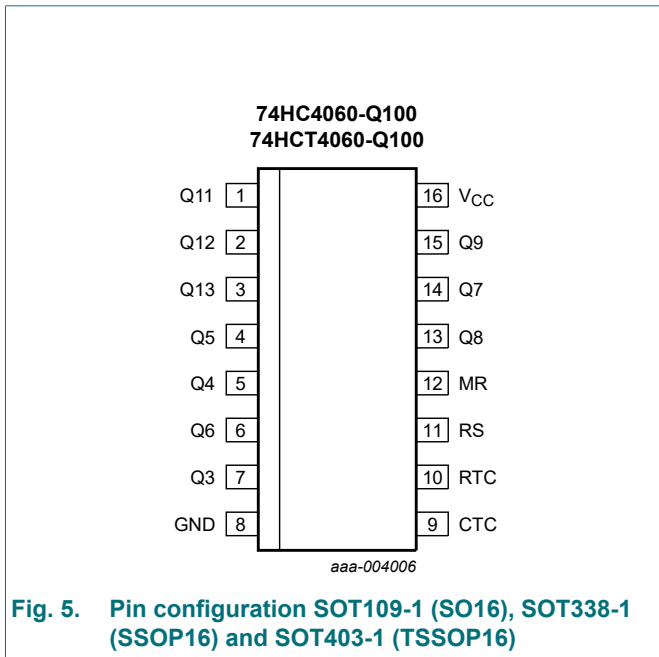 74HC4060-Q100
74HCT4060-Q100
Q11 1 16 VCC
Q12 2 15 Q9
Q13 3 14 Q7
Q5 4 13 Q8
Q4 5 12 MR
Q6 6 11 RS
Q3 7 10 RTC
GND 8 9 CTC
aaa-004006
Fig. 5. Pin configuration SOT109-1 (SO16), SOT338-1
(SSOP16) and SOT403-1 (TSSOP16)